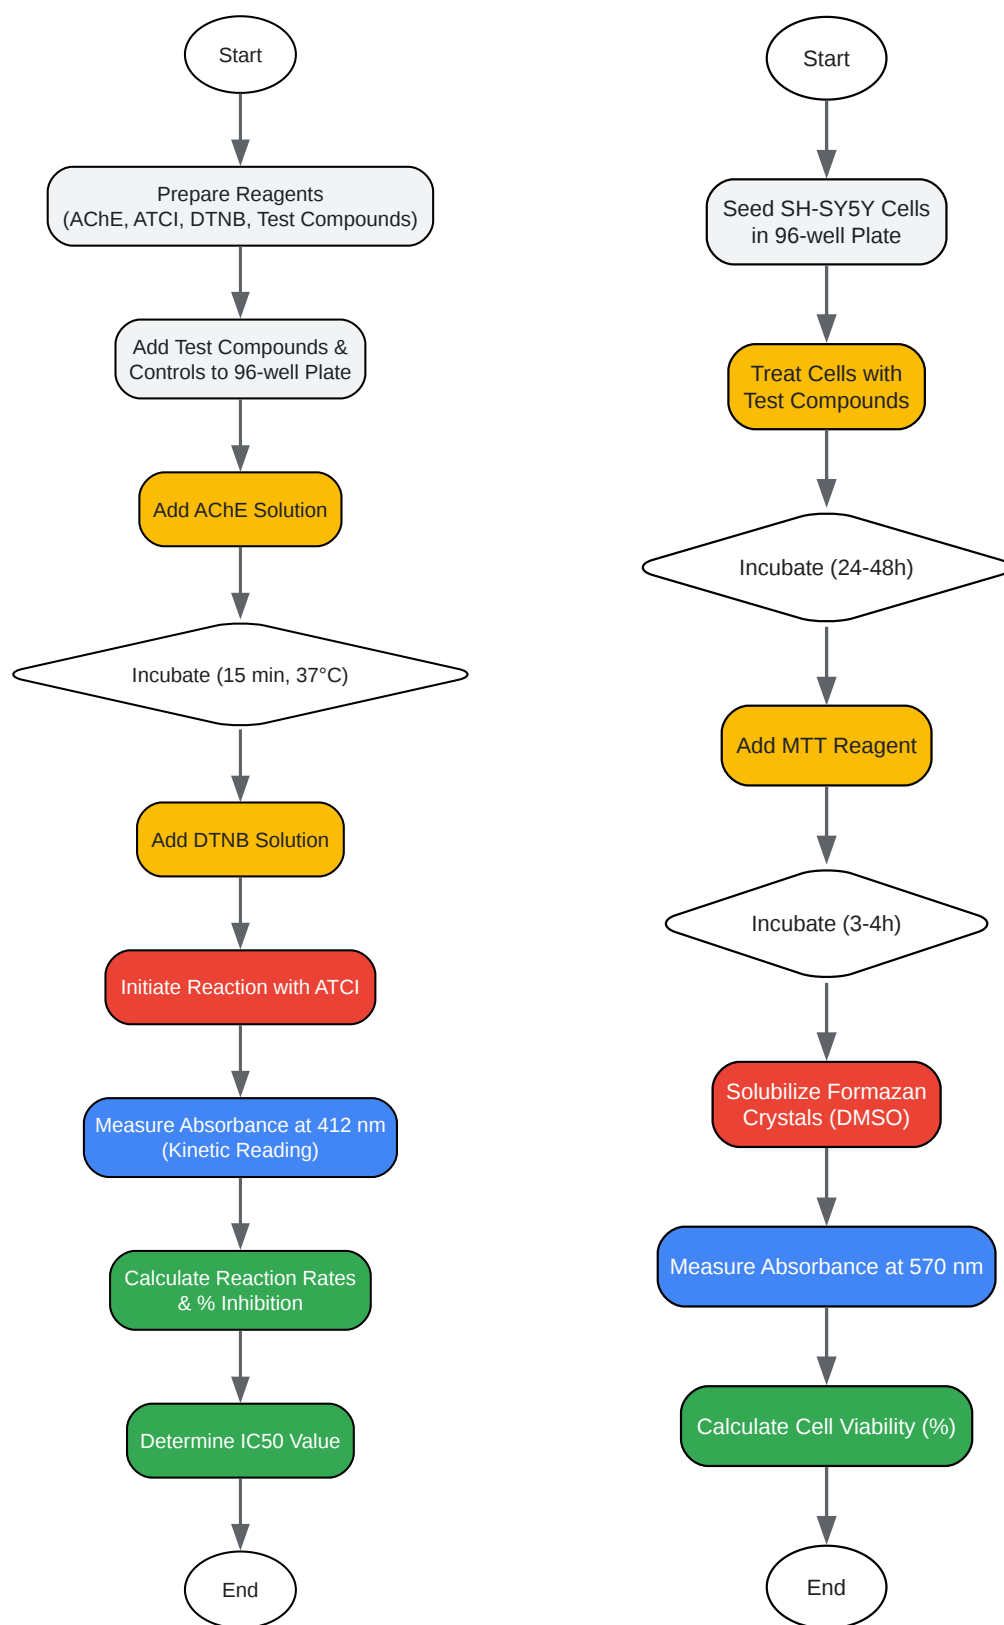 Start
Prepare Reagents
(AChE, ATCI, DTNB, Test Compounds)
Add Test Compounds &
Controls to 96-well Plate
Add AChE Solution
Incubate (15 min, 37°C)
Add DTNB Solution
Initiate Reaction with ATCI
Measure Absorbance at 412 nm
(Kinetic Reading)
Calculate Reaction Rates
& % Inhibition
Determine IC50 Value
End
Start
Seed SH-SY5Y Cells
in 96-well Plate
Treat Cells with
Test Compounds
Incubate (24-48h)
Add MTT Reagent
Incubate (3-4h)
Solubilize Formazan
Crystals (DMSO)
Measure Absorbance at 570 nm
Calculate Cell Viability (%)
End